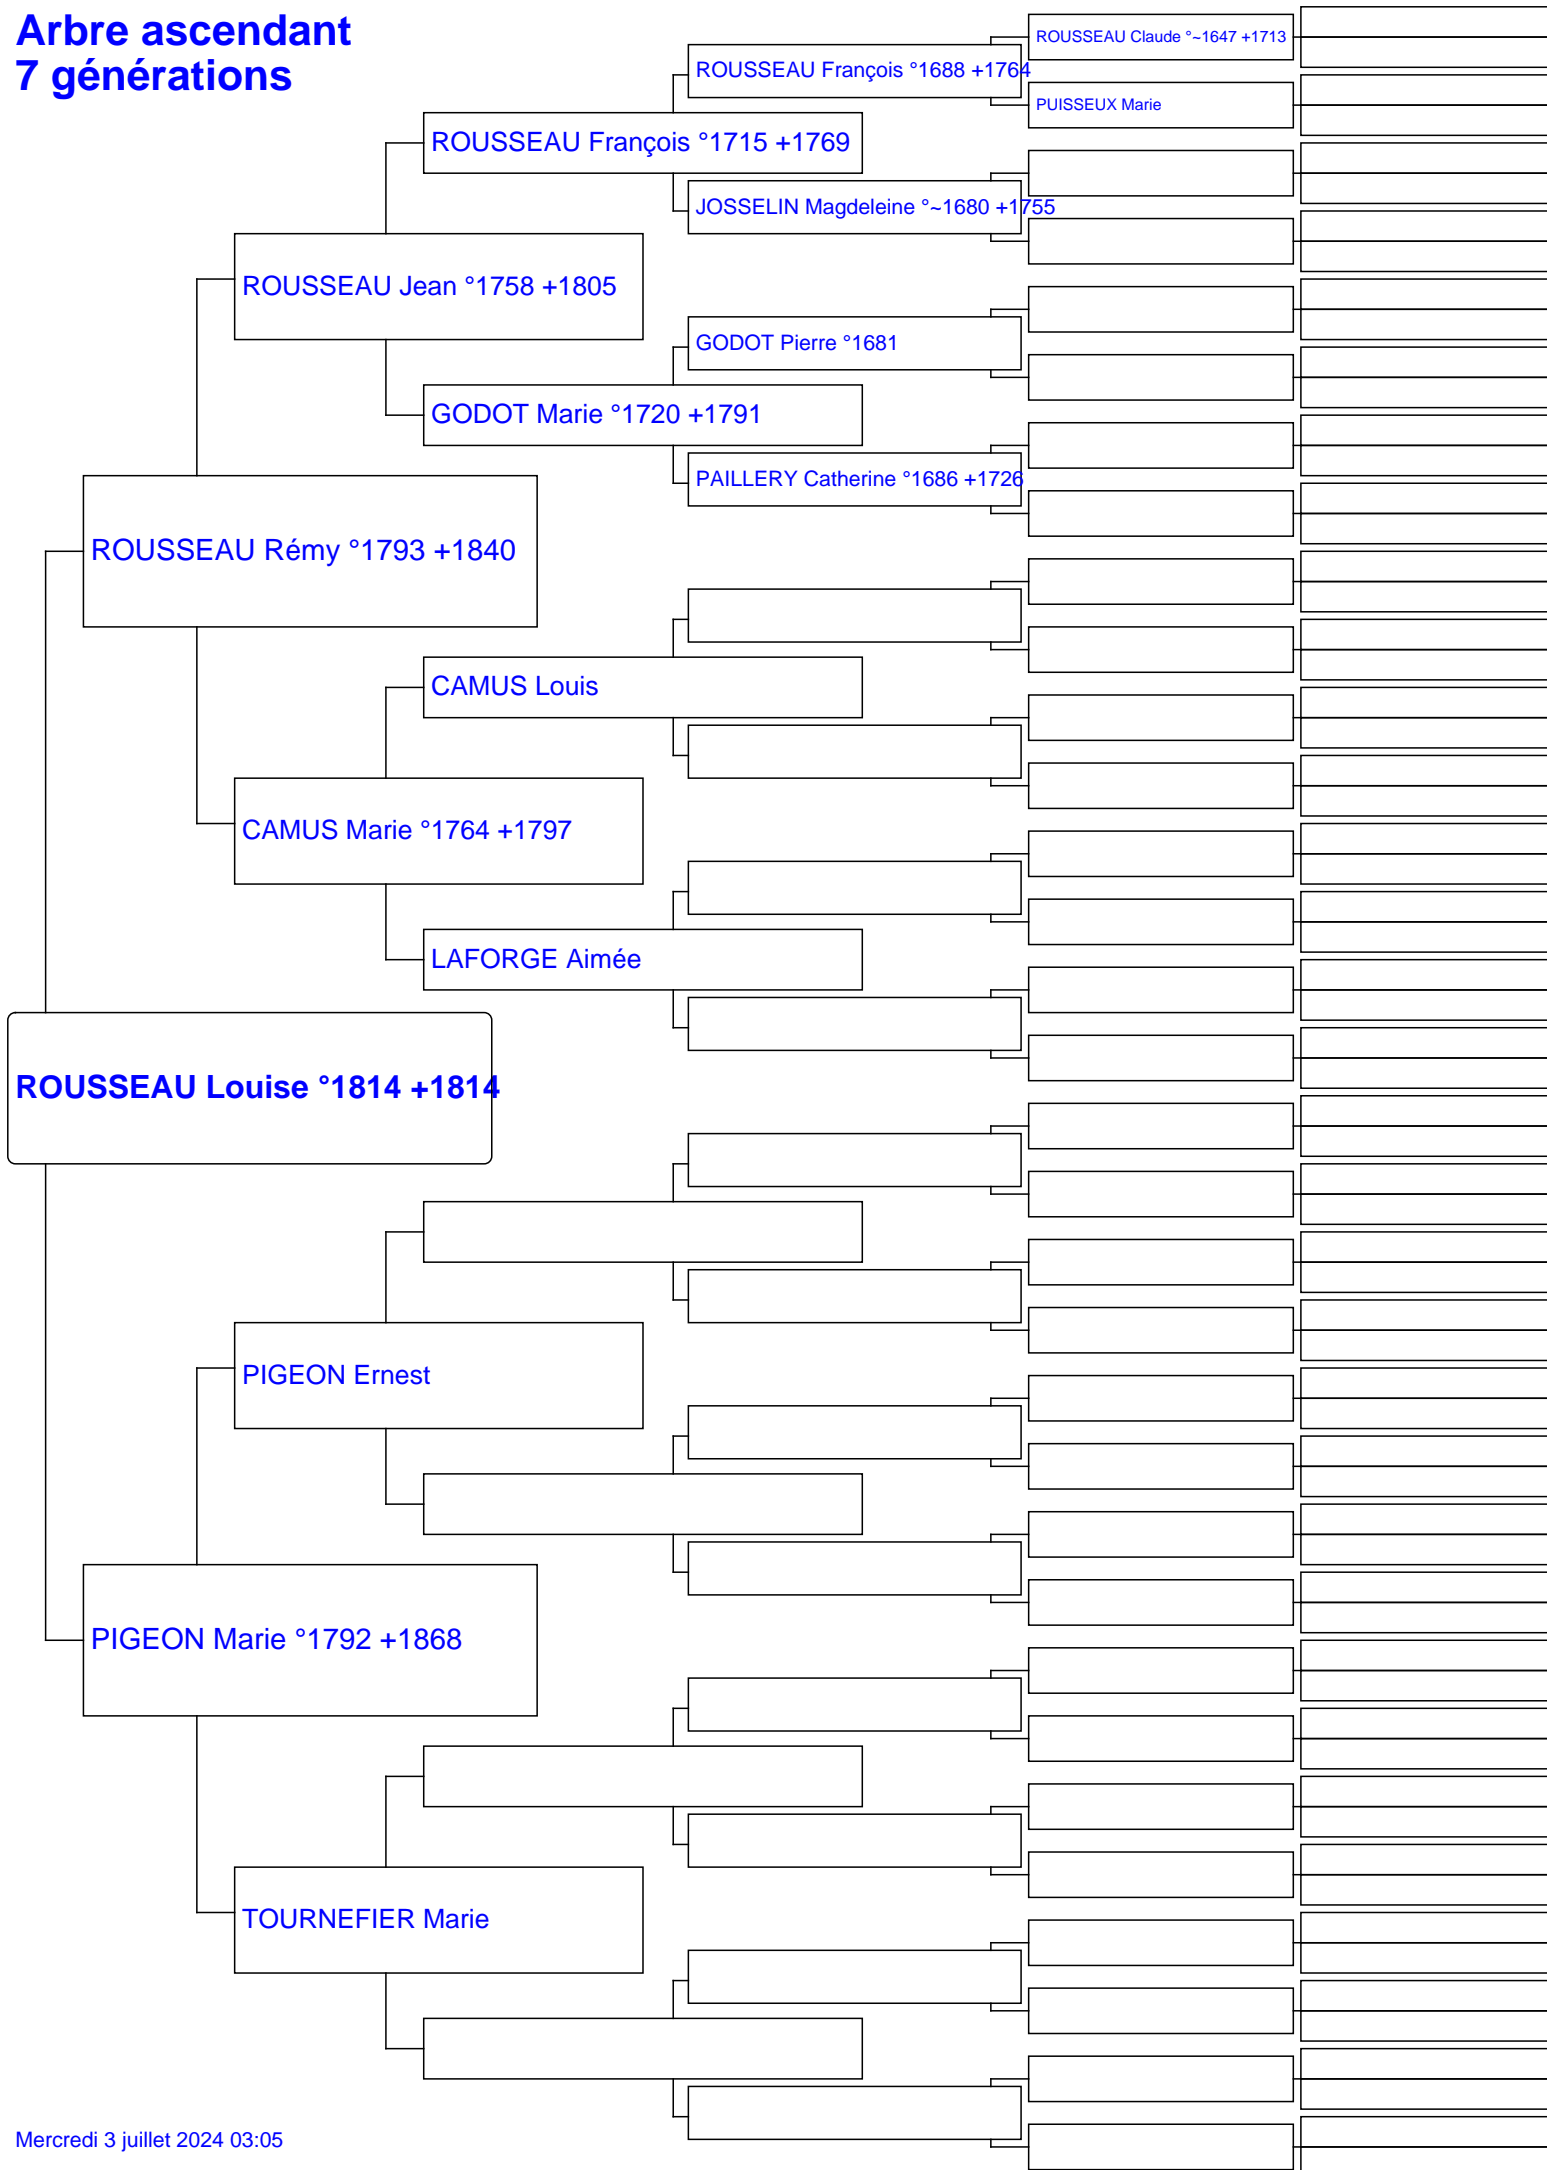 Arbre ascendant
7 générations
ROUSSEAU Claude °~1647 +1713
ROUSSEAU François °1688 +1764
PUISSEUX Marie
ROUSSEAU François °1715 +1769
JOSSELIN Magdeleine °~1680 +1755
ROUSSEAU Jean °1758 +1805
GODOT Pierre °1681
GODOT Marie °1720 +1791
PAILLERY Catherine °1686 +1726
ROUSSEAU Rémy °1793 +1840
CAMUS Louis
CAMUS Marie °1764 +1797
LAFORGE Aimée
ROUSSEAU Louise °1814 +1814
PIGEON Ernest
PIGEON Marie °1792 +1868
TOURNEFIER Marie
Mercredi 3 juillet 2024 03:05